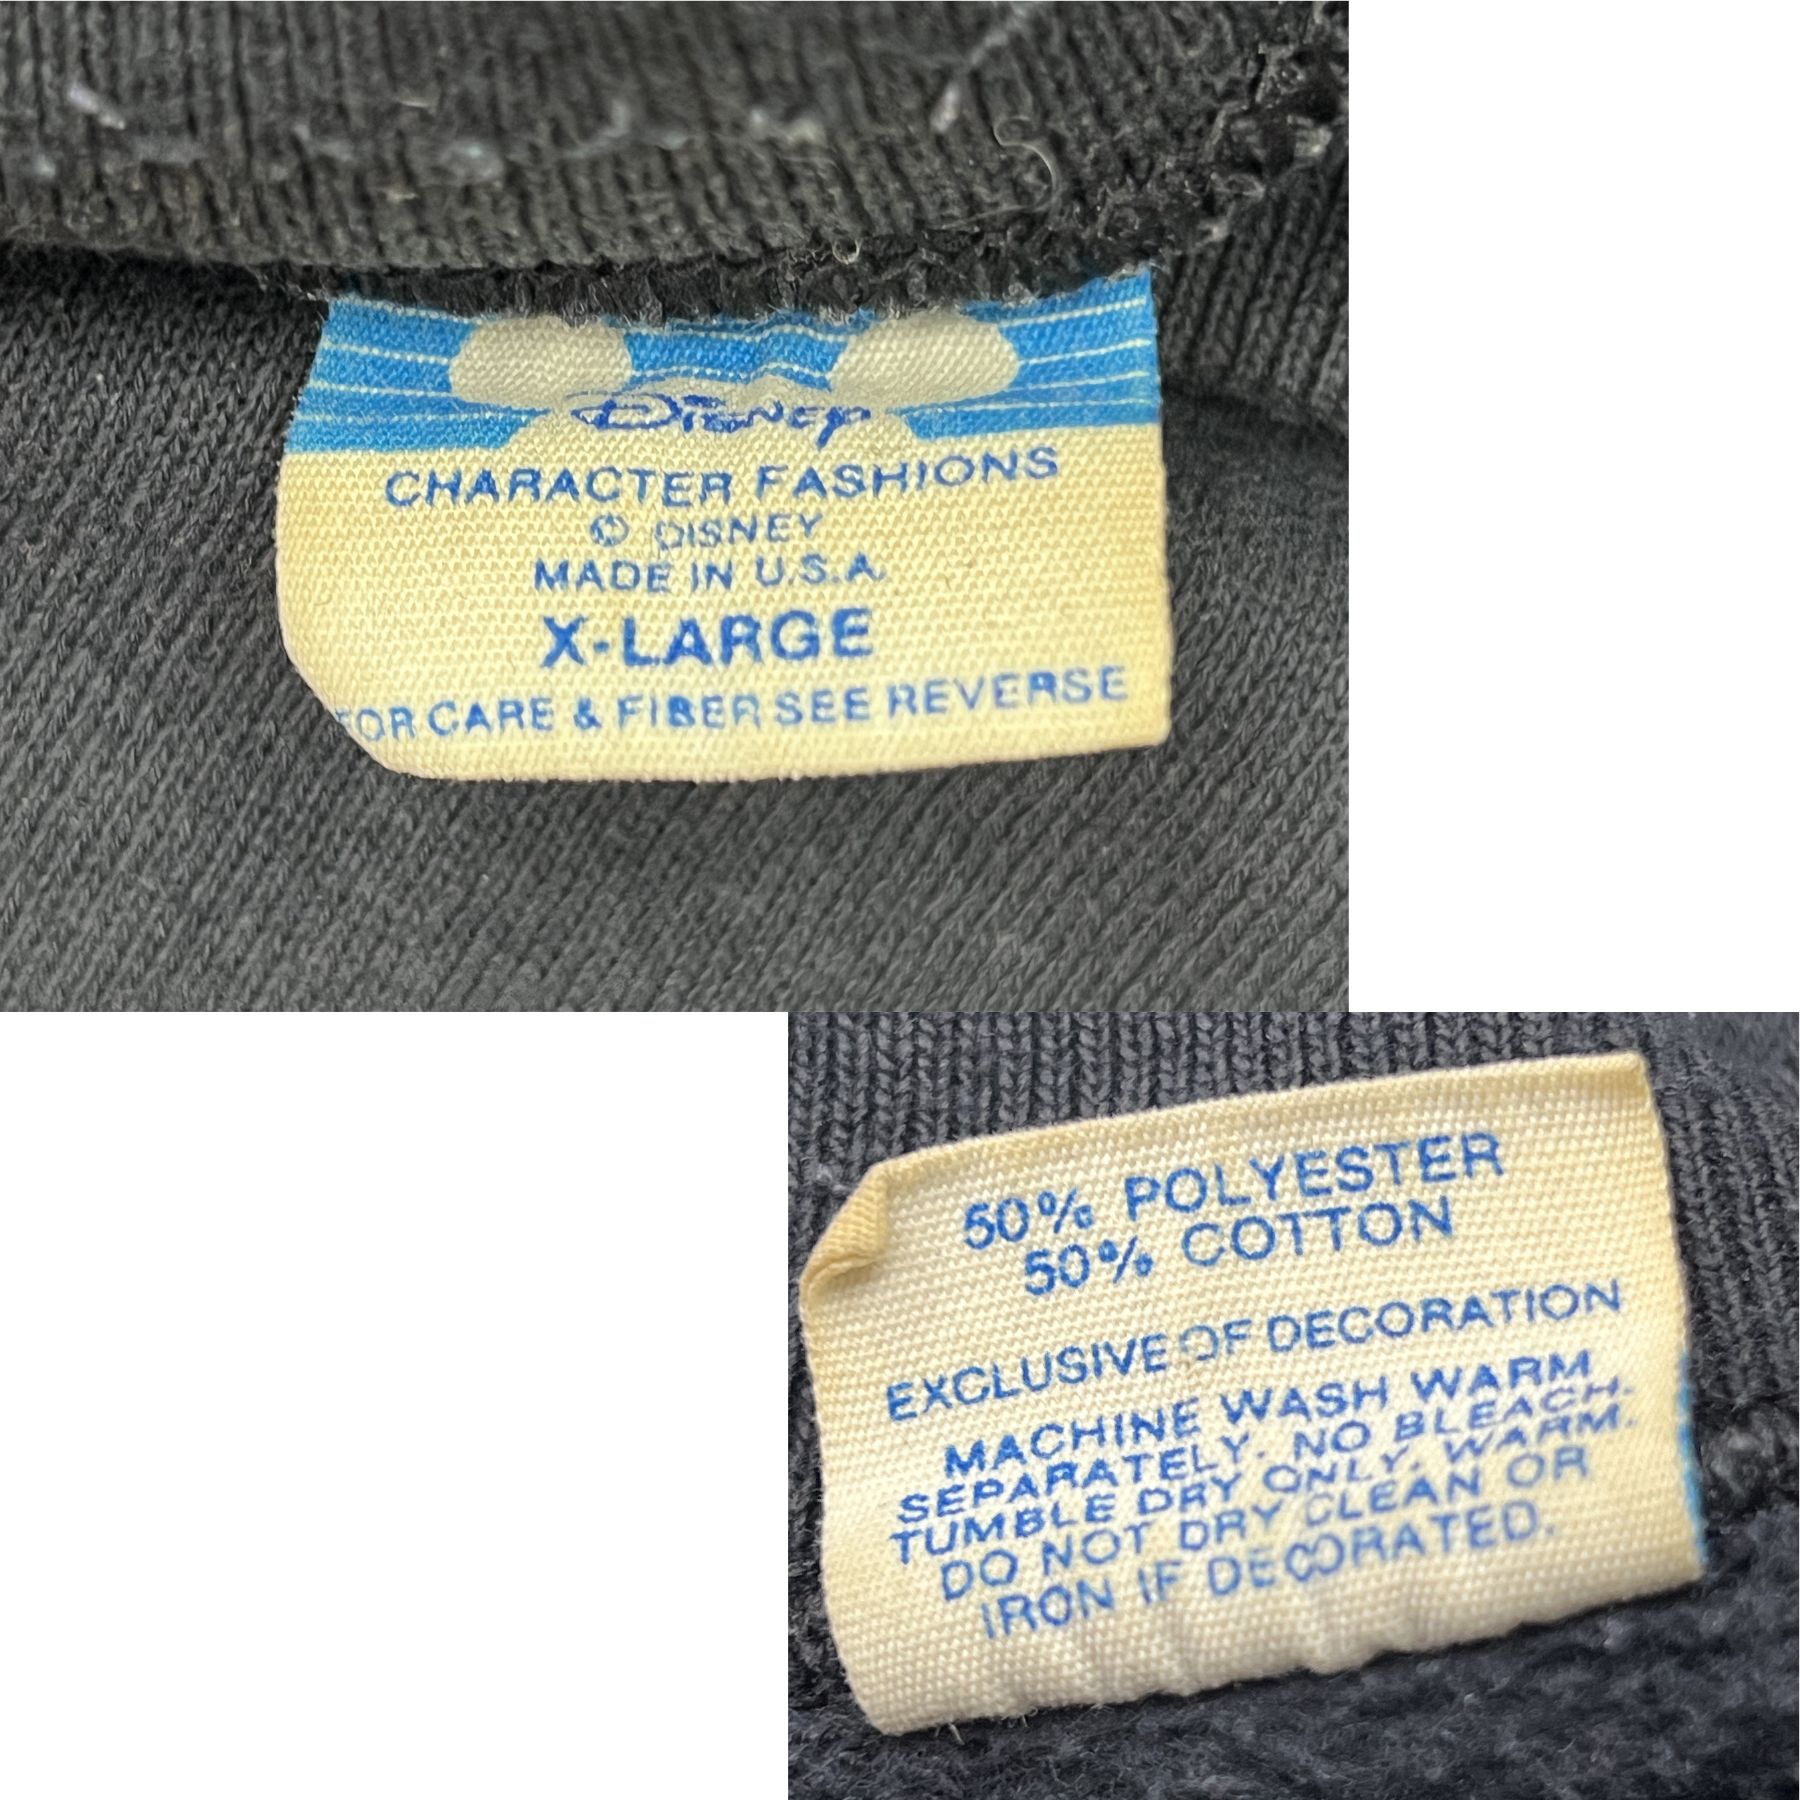 Disney
CHARACTER FASHIONS
© DISNEY
MADE IN U.S.A.
X-LARGE
FOR CARE & FIBER SEE REVERSE
50% POLYESTER
50% COTTON
EXCLUSIVE OF DECORATION
MACHINE WASH WARM
SEPARATELY. NO BLEACH.
TUMBLE DRY ONLY. WARM.
DO NOT DRY CLEAN OR
IRON IF DECORATED.